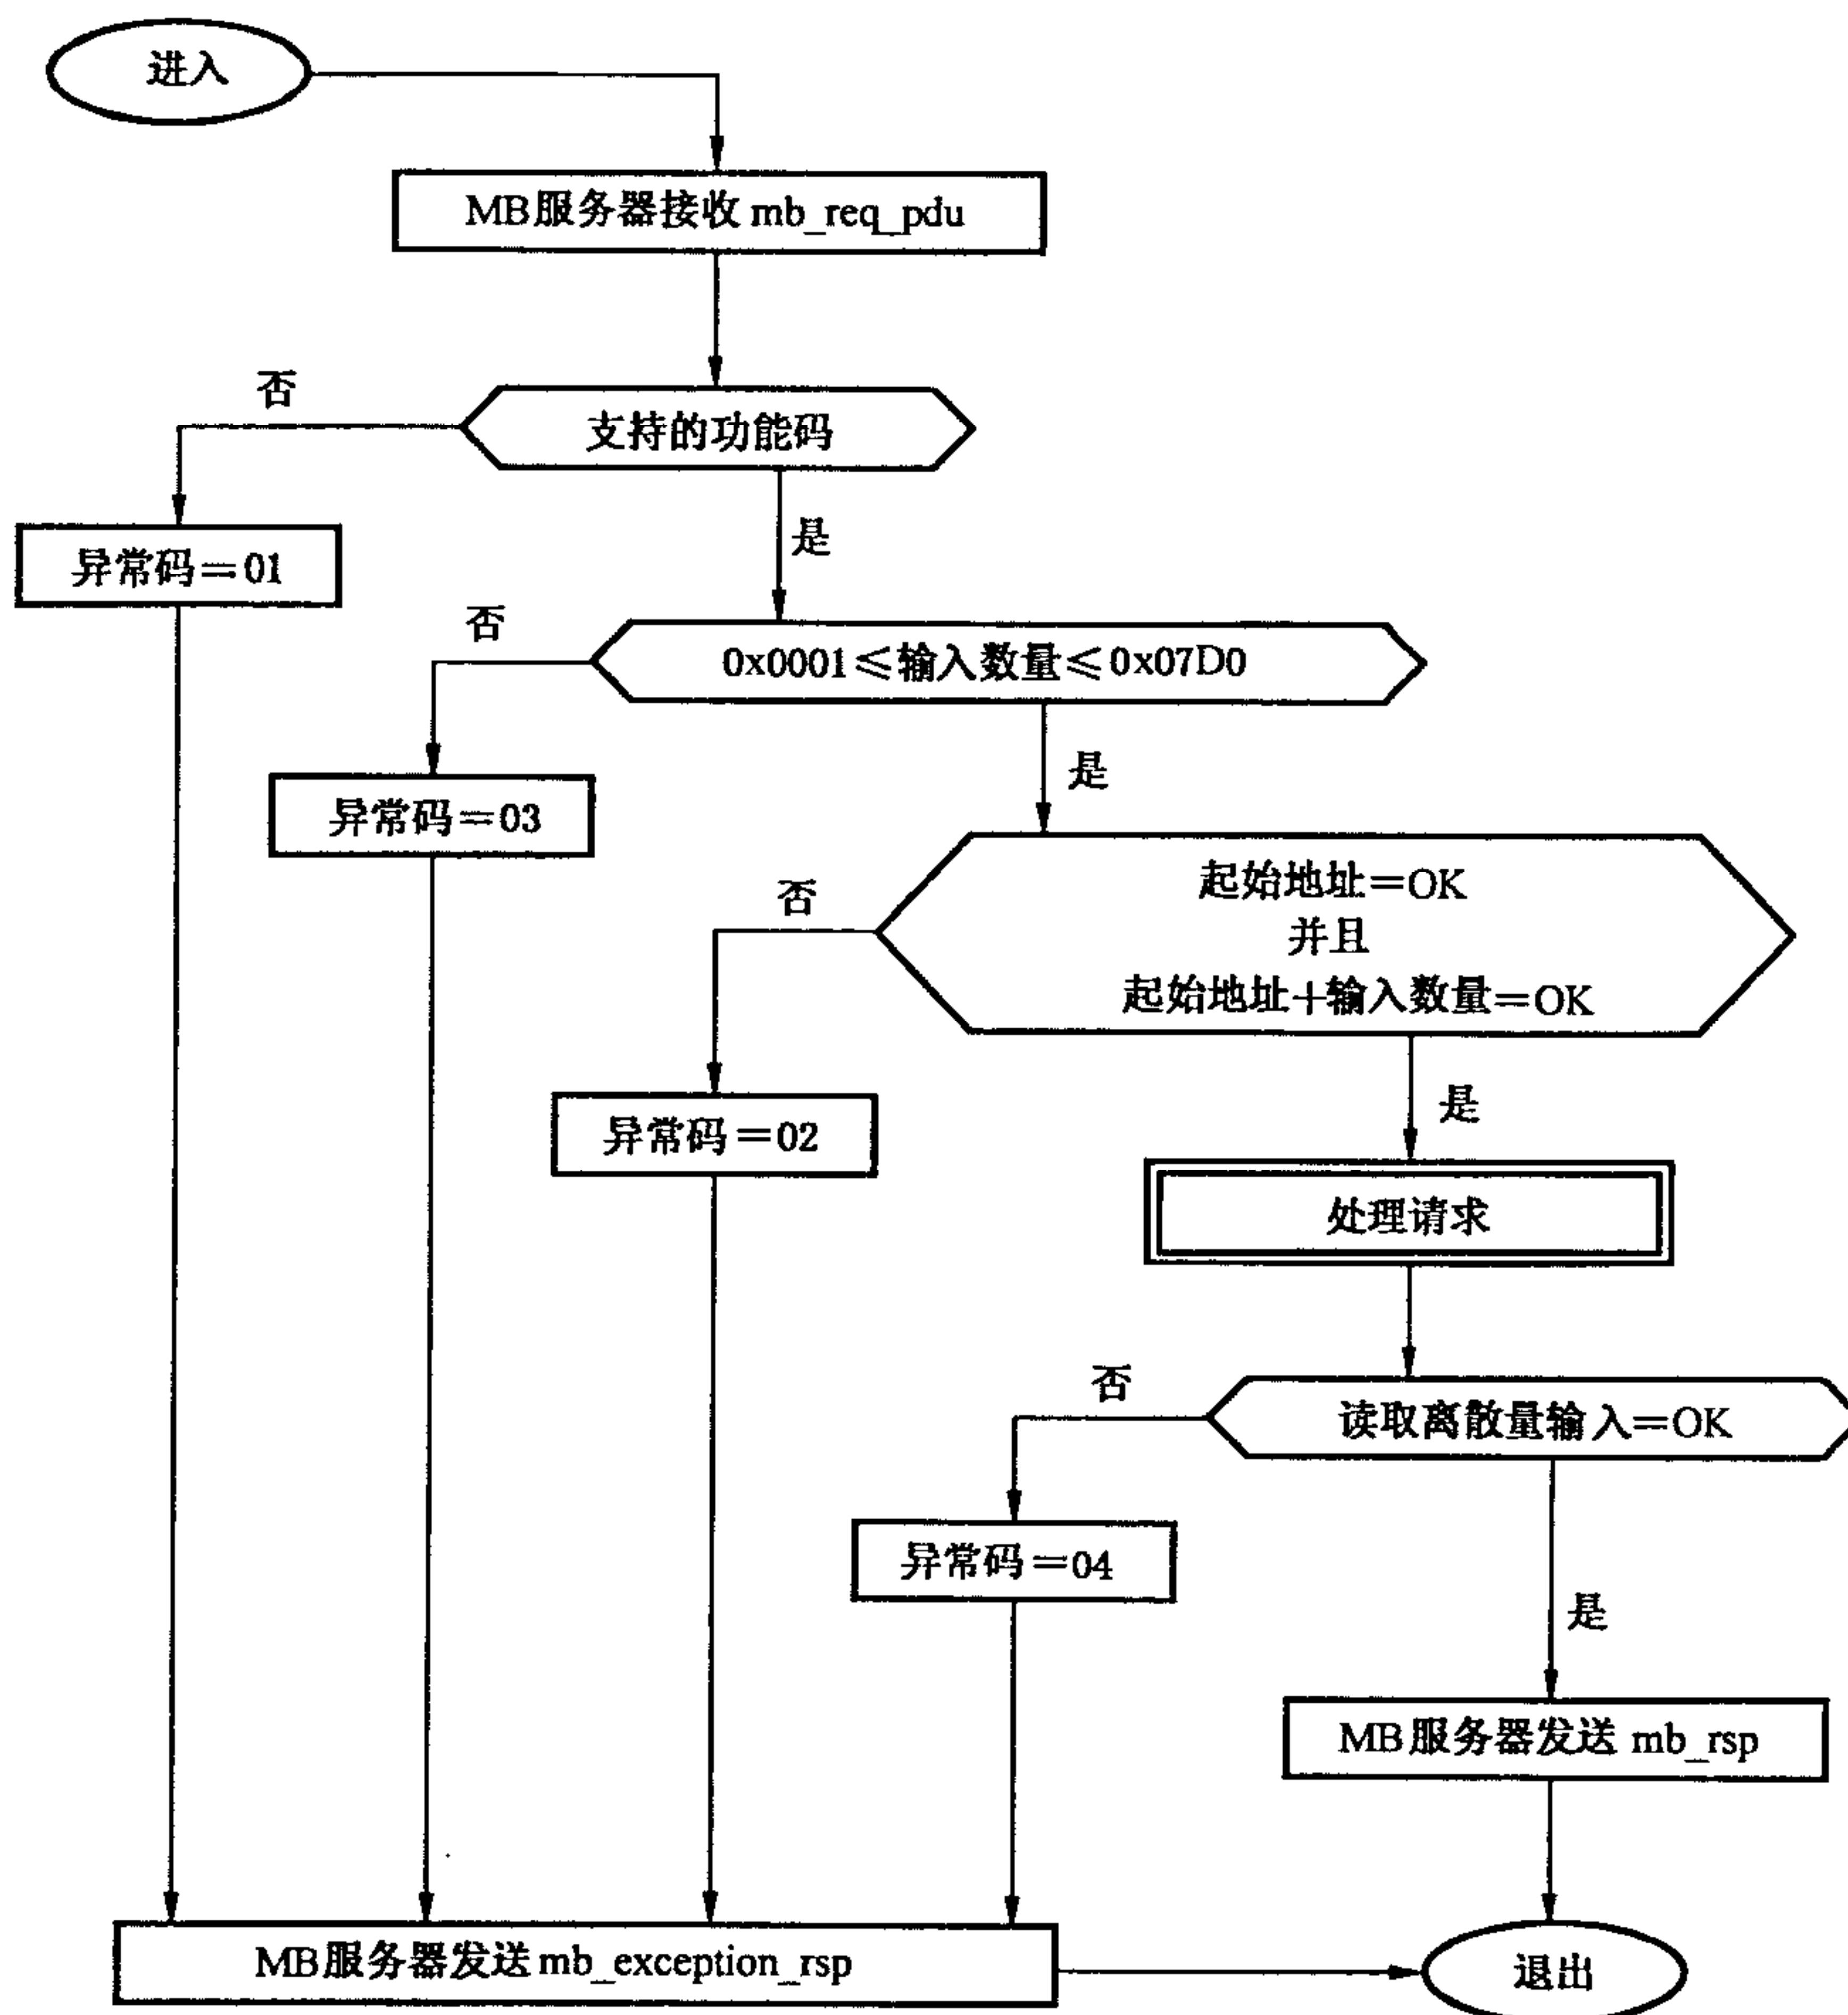 进入
MB服务器接收 mb_req_pdu
否
支持的功能码
是
异常码=01
否
0x0001≤输入数量≤0x07D0
是
异常码=03
否
起始地址=OK
并且
起始地址+输入数量=OK
是
异常码=02
处理请求
否
读取离散量输入=OK
异常码=04
是
MB服务器发送 mb_rsp
MB服务器发送 mb_exception_rsp
退出